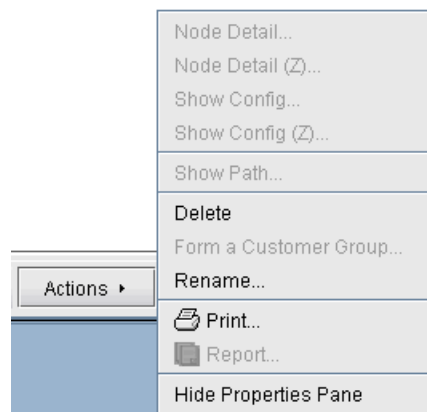 Node Detail...
Node Detail (Z)...
Show Config...
Show Config (Z)...
Show Path...
Delete
Form a Customer Group...
Actions
Rename...
Print...
Report...
Hide Properties Pane